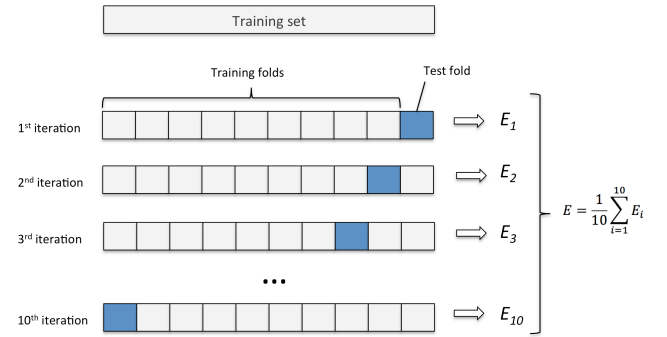 Training set
Training folds
Test fold
1st iteration
E1
2nd iteration
E2
3rd iteration
E3
E = 1/10 ∑ i=1 10 Ei
...
10th iteration
E10